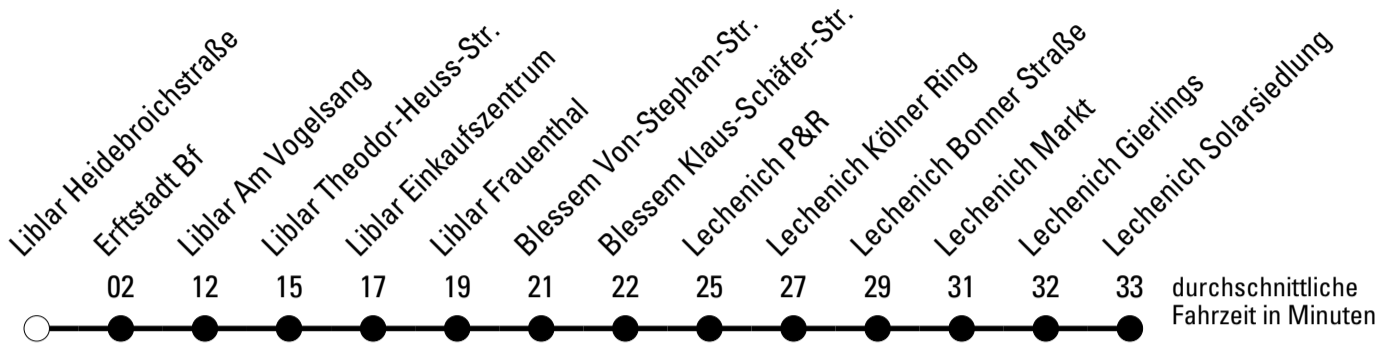 Liblar Heidebroichstraße
Erftstadt Bf
Liblar Am Vogelsang
Liblar Theodor-Heuss-Str.
Liblar Einkaufszentrum
Liblar Frauenthal
Blessem Von-Stephan-Str.
Blessem Klaus-Schäfer-Str.
Lechenich P&R
Lechenich Kölner Ring
Lechenich Bonner Straße
Lechenich Markt
Lechenich Gierlings
Lechenich Solarsiedlung
02 12 15 17 19 21 22 25 27 29 31 32 33
durchschnittliche
Fahrzeit in Minuten